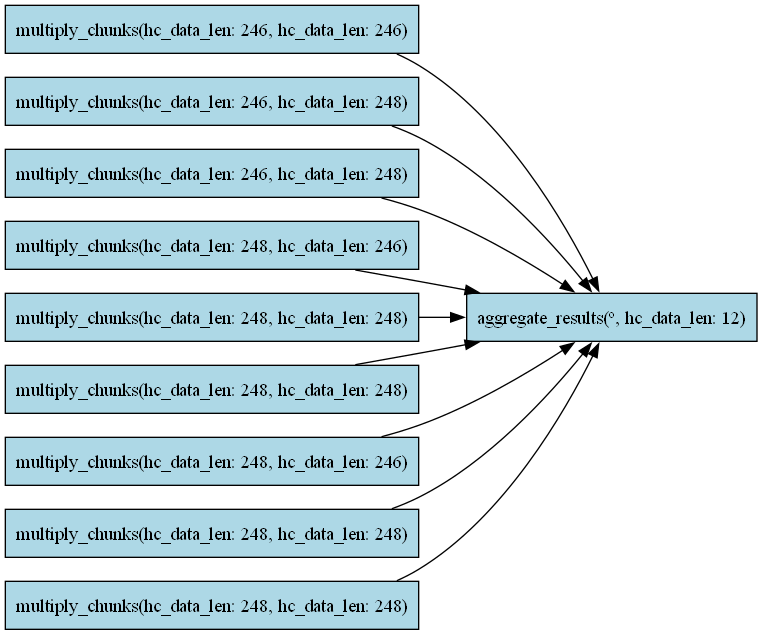 multiply_chunks(hc_data_len: 246, hc_data_len: 246)
multiply_chunks(hc_data_len: 246, hc_data_len: 248)
multiply_chunks(hc_data_len: 246, hc_data_len: 248)
multiply_chunks(hc_data_len: 248, hc_data_len: 246)
multiply_chunks(hc_data_len: 248, hc_data_len: 248)
aggregate_results(°, hc_data_len: 12)
multiply_chunks(hc_data_len: 248, hc_data_len: 248)
multiply_chunks(hc_data_len: 248, hc_data_len: 246)
multiply_chunks(hc_data_len: 248, hc_data_len: 248)
multiply_chunks(hc_data_len: 248, hc_data_len: 248)